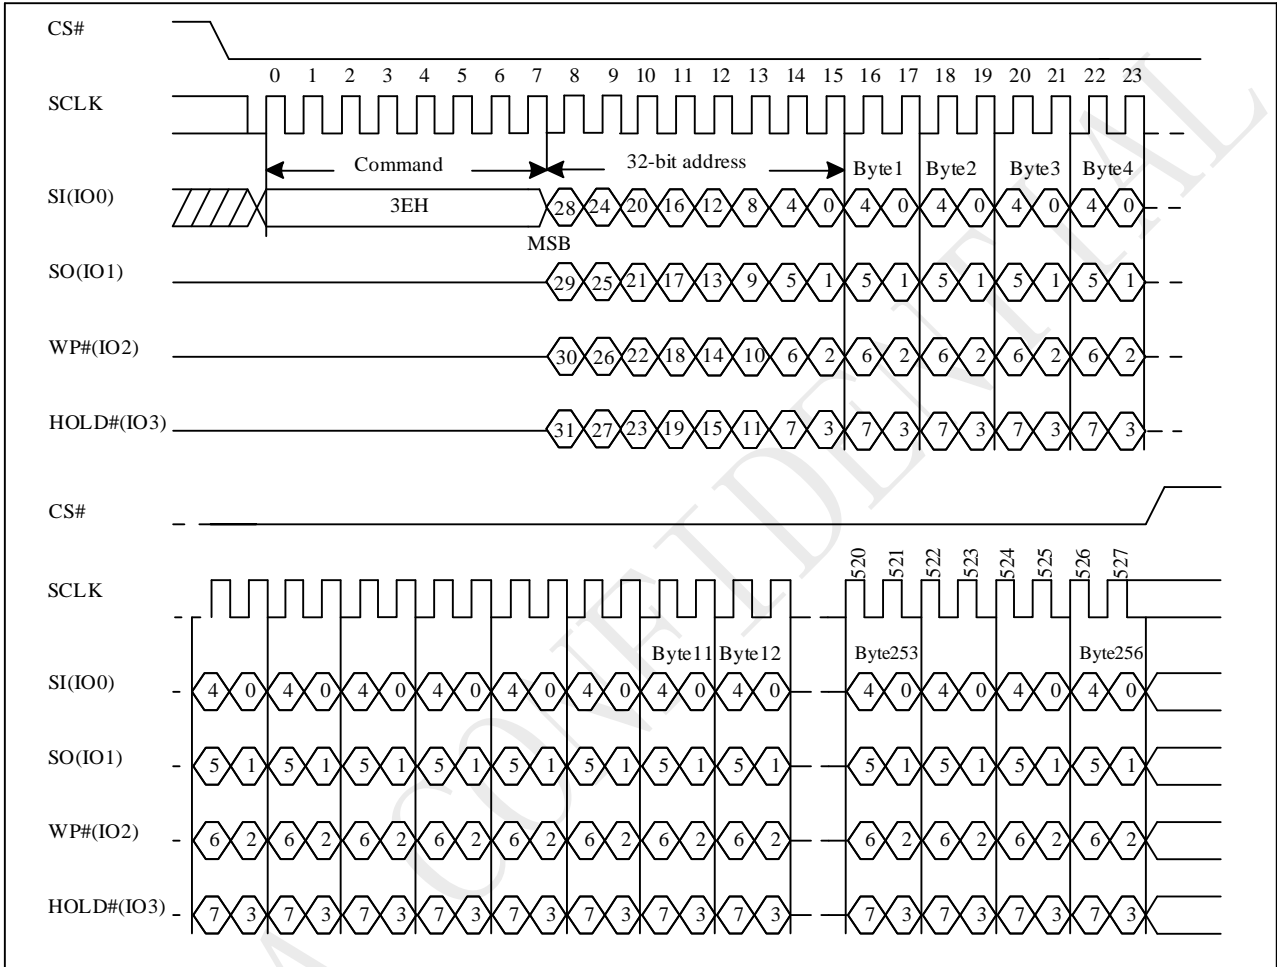 CS#
0 1 2 3 4 5 6 7 8 9 10 11 12 13 14 15 16 17 18 19 20 21 22 23
SCLK
Command 32-bit address Byte1 Byte2 Byte3 Byte4
SI(IO0) 3EH 28 24 20 16 12 8 4 0 4 0 4 0 4 0 4 0
MSB
SO(IO1) 29 25 21 17 13 9 5 1 5 1 5 1 5 1 5 1
WP#(IO2) 30 26 22 18 14 10 6 2 6 2 6 2 6 2 6 2
HOLD#(IO3) 31 27 23 19 15 11 7 3 7 3 7 3 7 3 7 3
CS#
520 521 522 523 524 525 526 527
SCLK
Byte11 Byte12 Byte253 Byte256
SI(IO0) 4 0 4 0 4 0 4 0 4 0 4 0 4 0 4 0 4 0 4 0 4 0 4 0
SO(IO1) 5 1 5 1 5 1 5 1 5 1 5 1 5 1 5 1 5 1 5 1 5 1 5 1
WP#(IO2) 6 2 6 2 6 2 6 2 6 2 6 2 6 2 6 2 6 2 6 2 6 2 6 2
HOLD#(IO3) 7 3 7 3 7 3 7 3 7 3 7 3 7 3 7 3 7 3 7 3 7 3 7 3
CONFIDENTIAL